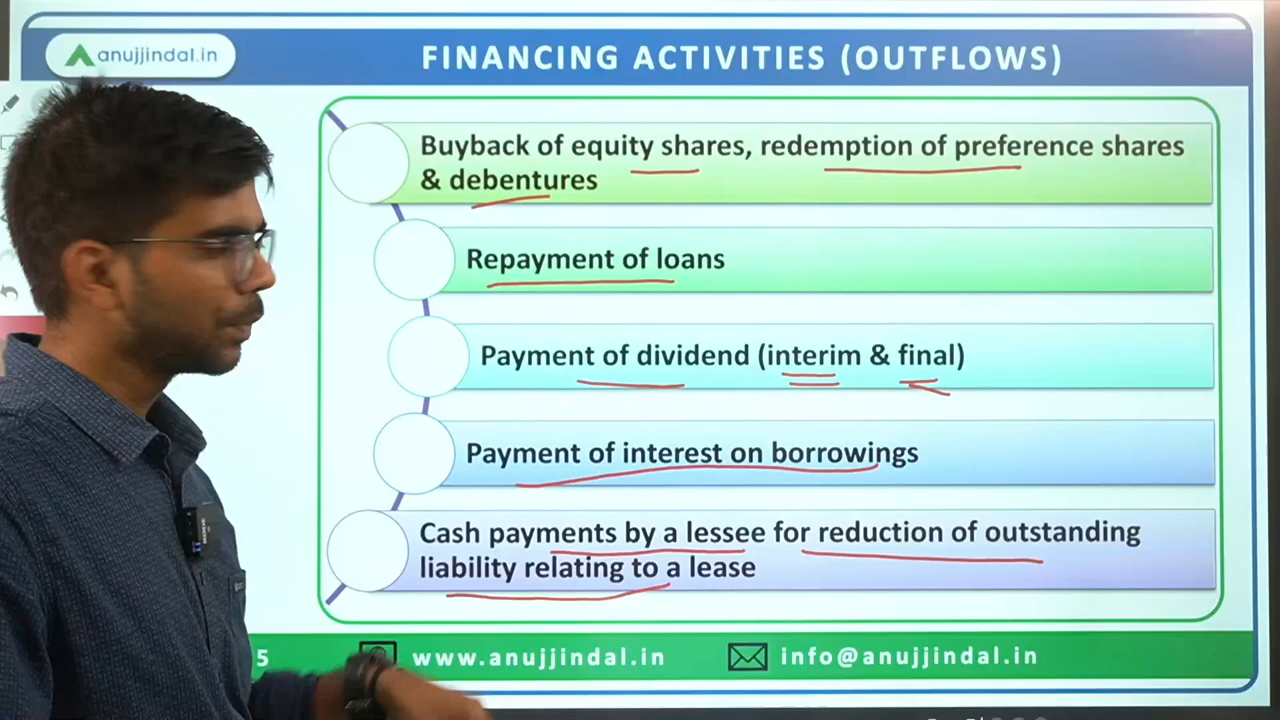 anujjindal.in
FINANCING ACTIVITIES (OUTFLOWS)
Buyback of equity shares, redemption of preference shares
& debentures
Repayment of loans
Payment of dividend (interim & final)
Payment of interest on borrowings
Cash payments by a lessee for reduction of outstanding
liability relating to a lease
5
www.anujjindal.in
info@anujjindal.in